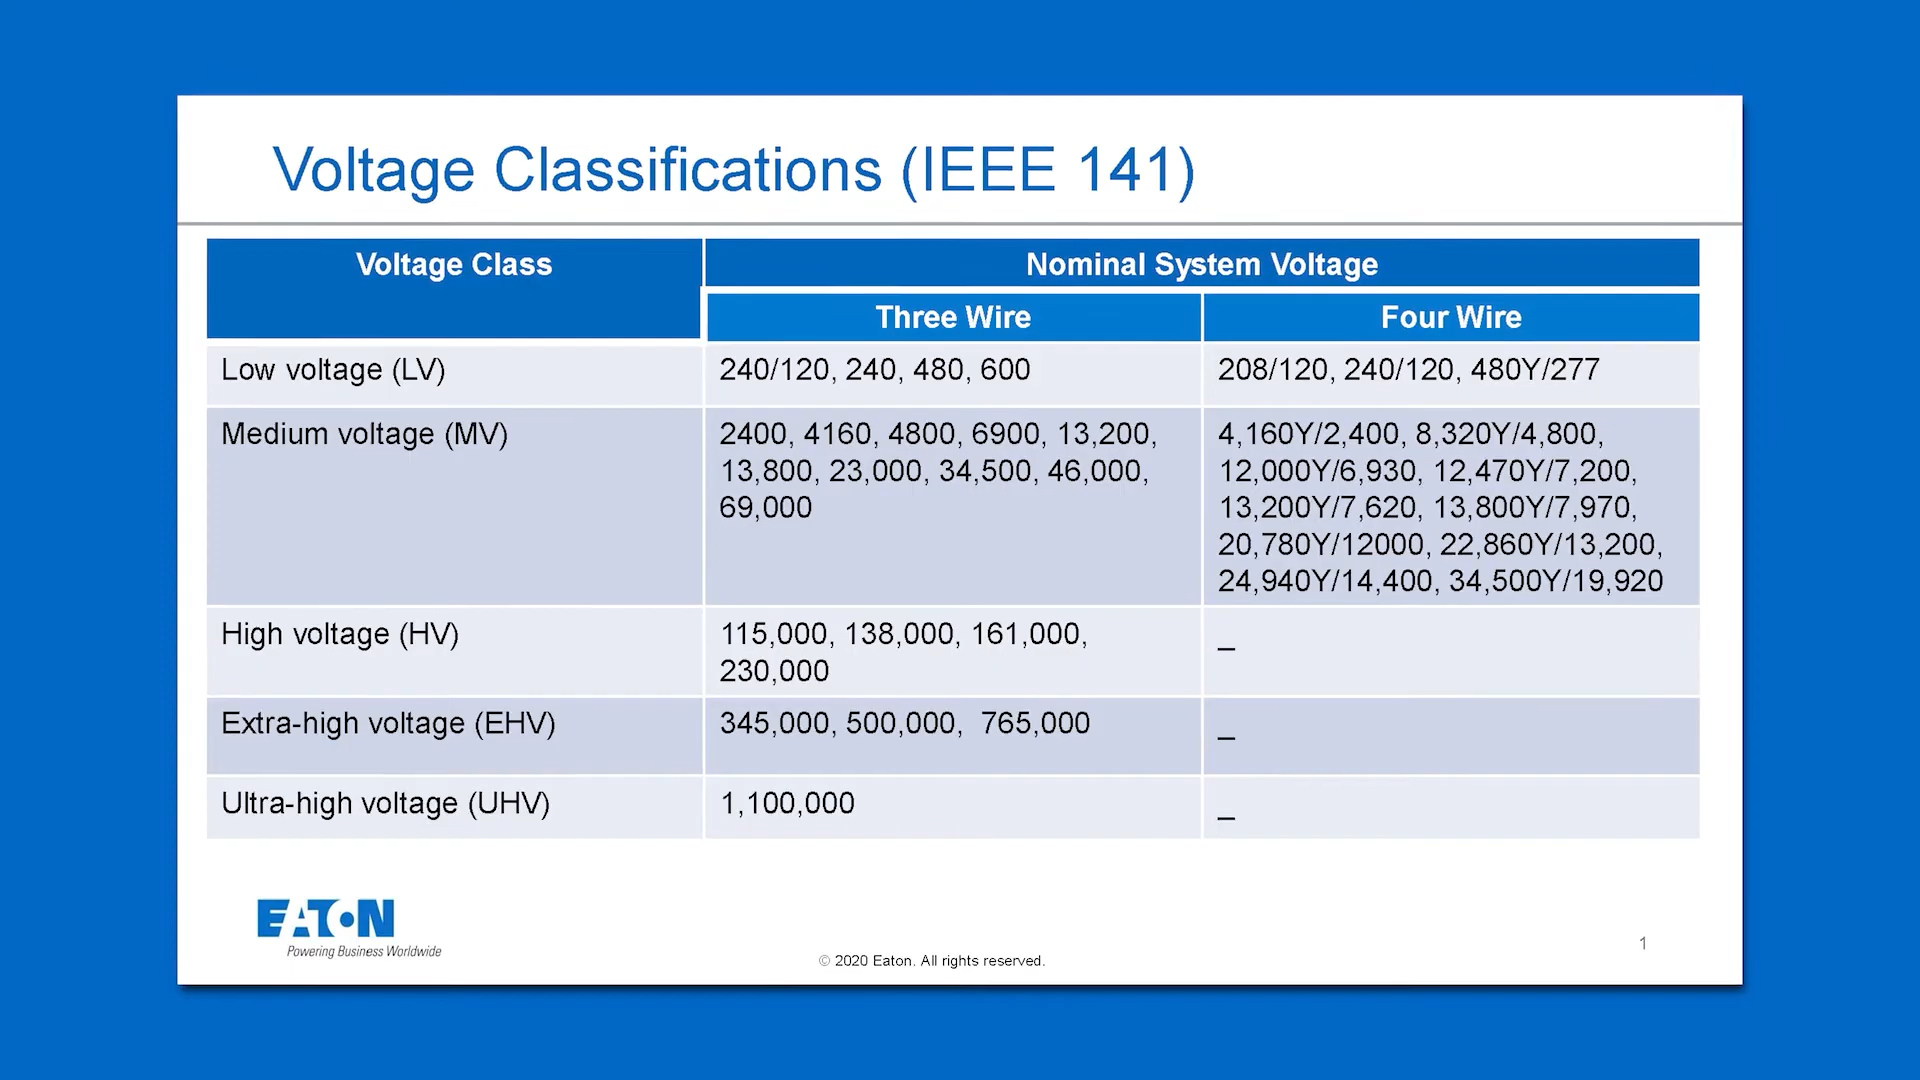 Voltage Classifications (IEEE 141)
Voltage Class
Nominal System Voltage
Three Wire
Four Wire
Low voltage (LV)
240/120, 240, 480, 600
208/120, 240/120, 480Y/277
Medium voltage (MV)
2400, 4160, 4800, 6900, 13,200,
13,800, 23,000, 34,500, 46,000,
69,000
4,160Y/2,400, 8,320Y/4,800,
12,000Y/6,930, 12,470Y/7,200,
13,200Y/7,620, 13,800Y/7,970,
20,780Y/12000, 22,860Y/13,200,
24,940Y/14,400, 34,500Y/19,920
High voltage (HV)
115,000, 138,000, 161,000,
230,000
_
Extra-high voltage (EHV)
345,000, 500,000, 765,000
_
Ultra-high voltage (UHV)
1,100,000
_
EATON
Powering Business Worldwide
© 2020 Eaton. All rights reserved.
1